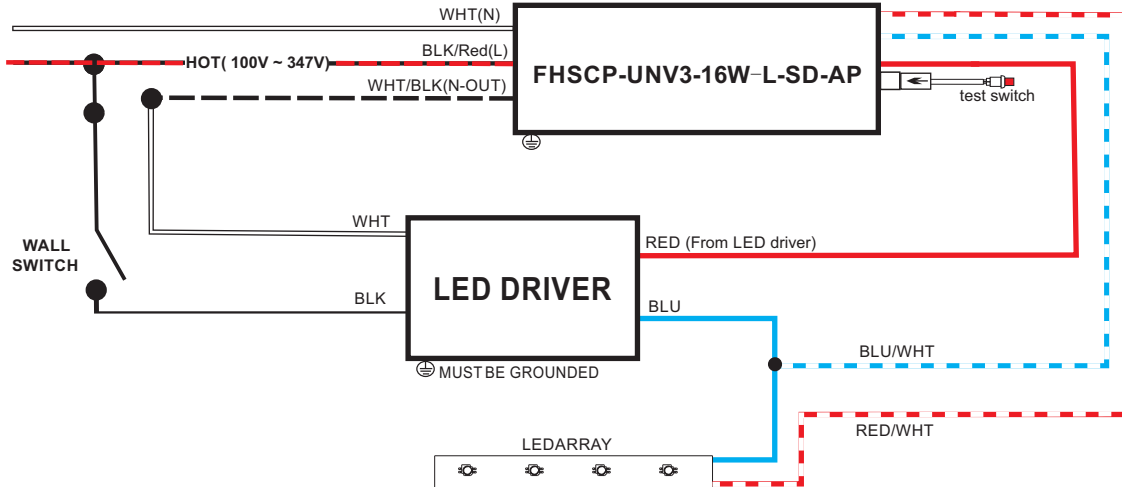 WHT(N)
BLK/Red(L)
HOT( 100V ~ 347V)
WHT/BLK(N-OUT)
FHSCP-UNV3-16W-L-SD-AP
test switch
WHT
RED (From LED driver)
WALL
SWITCH
LED DRIVER
BLK
BLU
BLU/WHT
MUST BE GROUNDED
RED/WHT
LEDARRAY